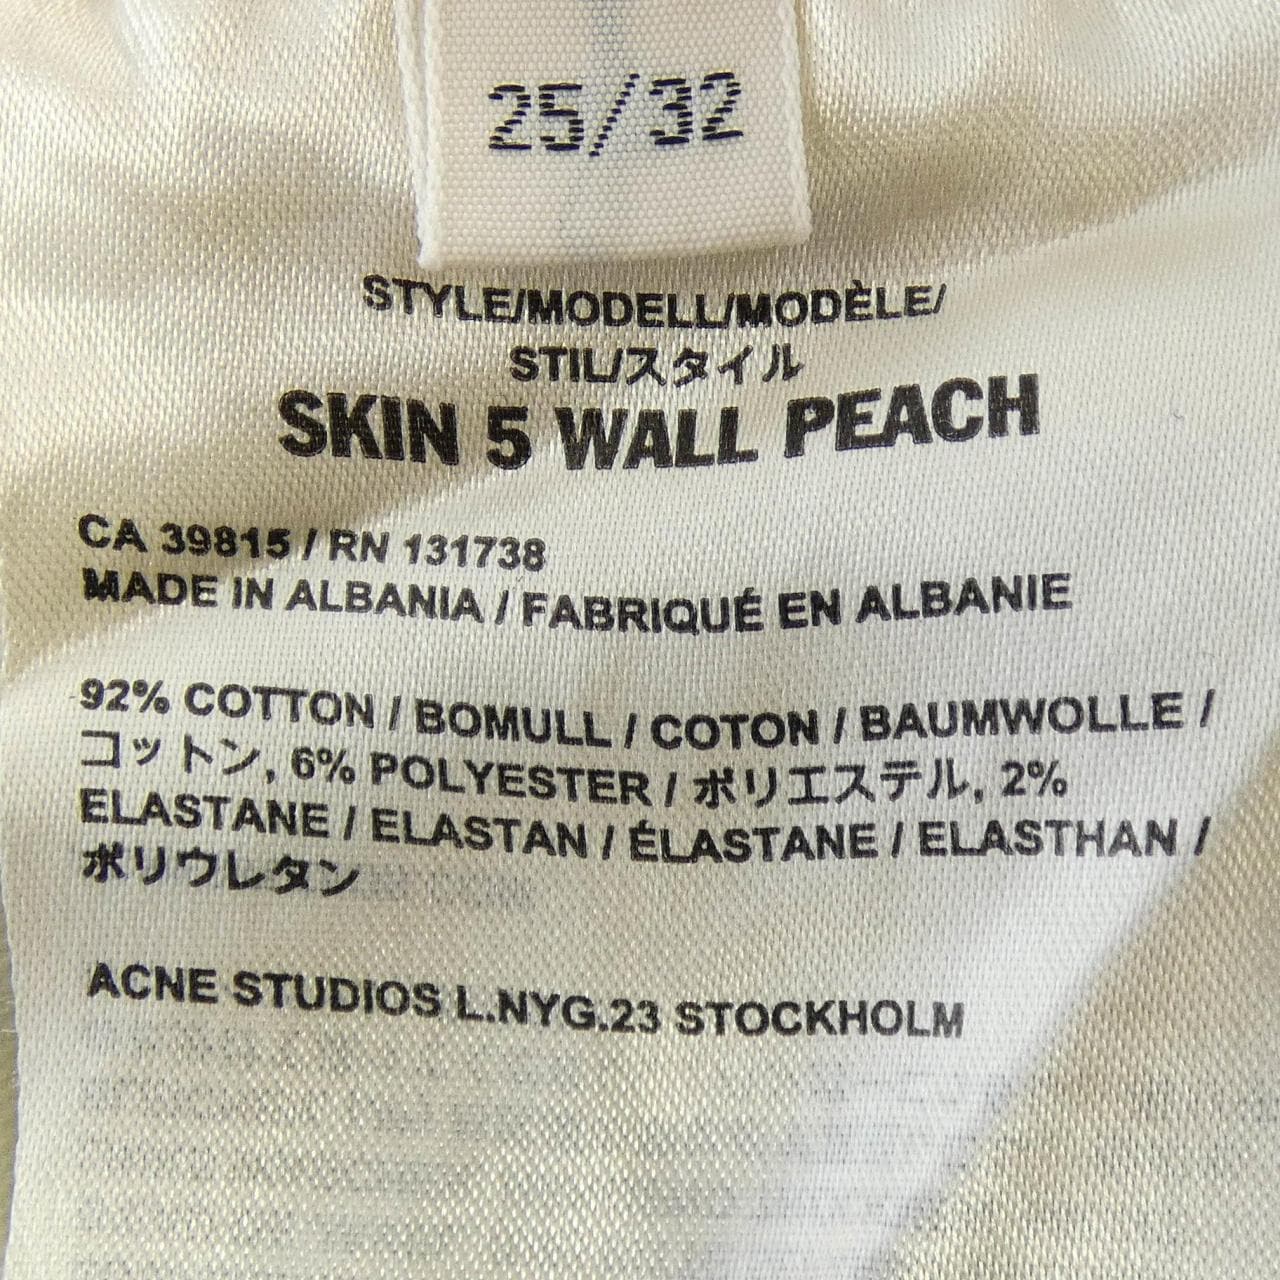 25/32
STYLE/MODELL/MODÈLE/
STIL/スタイル
SKIN 5 WALL PEACH
CA 39815 / RN 131738
MADE IN ALBANIA / FABRIQUÉ EN ALBANIE
92% COTTON / BOMULL / COTON / BAUMWOLLE /
コットン, 6% POLYESTER / ポリエステル, 2%
ELASTANE / ELASTAN / ÉLASTANE / ELASTHAN /
ポリウレタン
ACNE STUDIOS L.NYG.23 STOCKHOLM